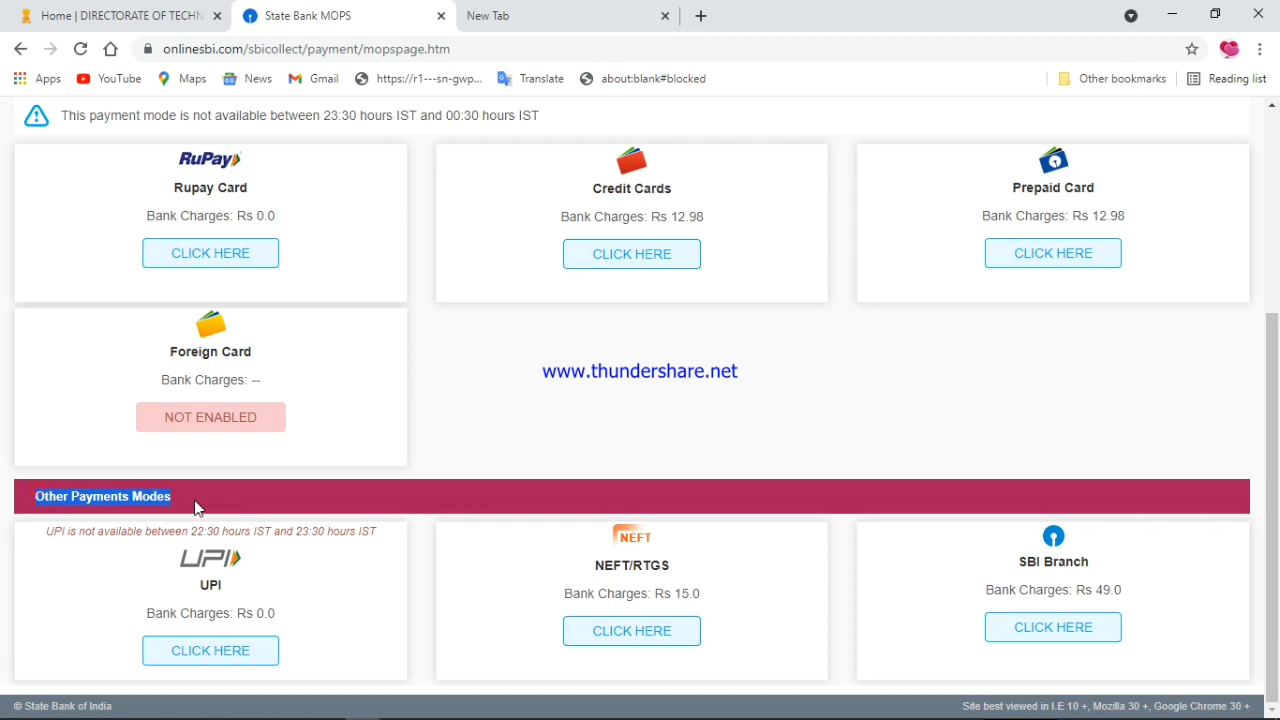 Home | DIRECTORATE OF TECHN
State Bank MOPS
New Tab
onlinesbi.com/sbicollect/payment/mopspage.htm
Apps
YouTube
Maps
News
Gmail
https://r1---sn-gwp...
Translate
about:blank#blocked
Other bookmarks
Reading list
This payment mode is not available between 23:30 hours IST and 00:30 hours IST
RuPay
Rupay Card
Bank Charges: Rs 0.0
CLICK HERE
Credit Cards
Bank Charges: Rs 12.98
CLICK HERE
Prepaid Card
Bank Charges: Rs 12.98
CLICK HERE
Foreign Card
Bank Charges: --
NOT ENABLED
www.thundershare.net
Other Payments Modes
UPI is not available between 22:30 hours IST and 23:30 hours IST
UPI
UPI
Bank Charges: Rs 0.0
CLICK HERE
NEFT
NEFT/RTGS
Bank Charges: Rs 15.0
CLICK HERE
SBI Branch
Bank Charges: Rs 49.0
CLICK HERE
© State Bank of India
Site best viewed in I.E 10 +, Mozilla 30 +, Google Chrome 30 +